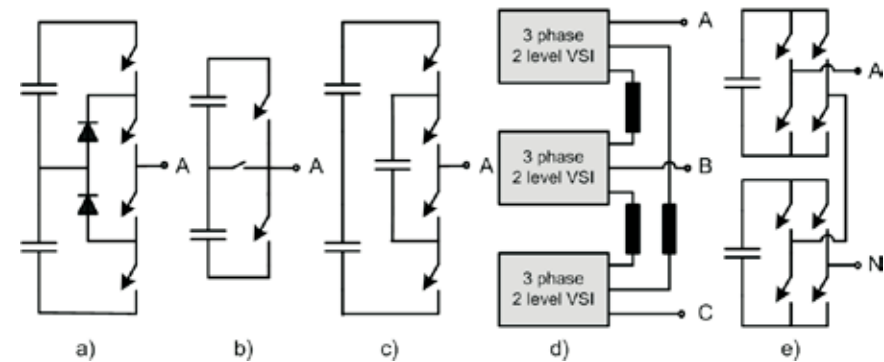 A
A
A
3 phase
2 level VSI
A
3 phase
2 level VSI
B
3 phase
2 level VSI
C
A
N
a)
b)
c)
d)
e)